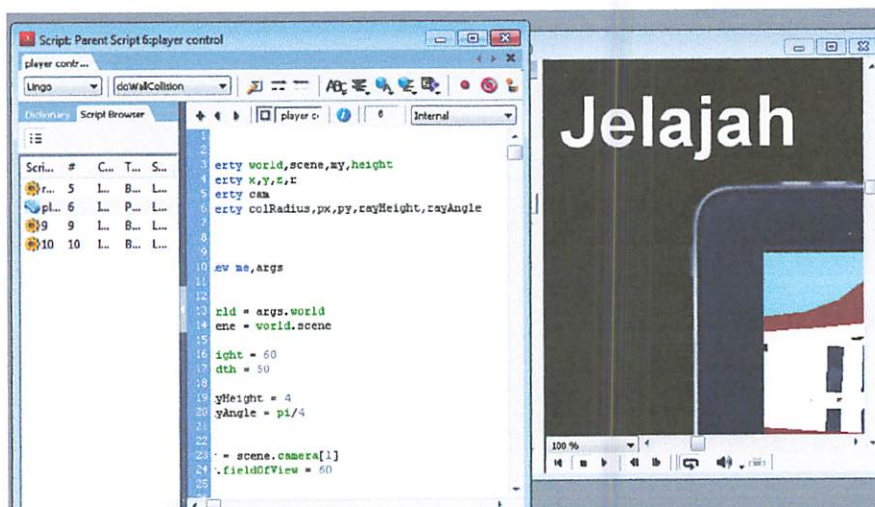 Script: Parent Script 6:player control
player contr...
Lingo
doWallCollision
Dictionary Script Browser
player c
6
Internal
Scri... # C... T... S...
r... 5 I... B... L...
pl... 6 I... P... L...
9 9 I... B... L...
10 10 I... B... L...
1
2
3 erty world,scene,my,height
4 erty x,y,z,r
5 erty cam
6 erty colRadius,px,py,rayHeight,rayAngle
7
8
9
10 ew me,args
11
12
13 rld = args.world
14 ene = world.scene
15
16 ight = 60
17 dth = 50
18
19 yHeight = 4
20 yAngle = pi/4
21
22
23 = scene.camera[1]
24 .fieldOfView = 60
25
Jelajah
100 %